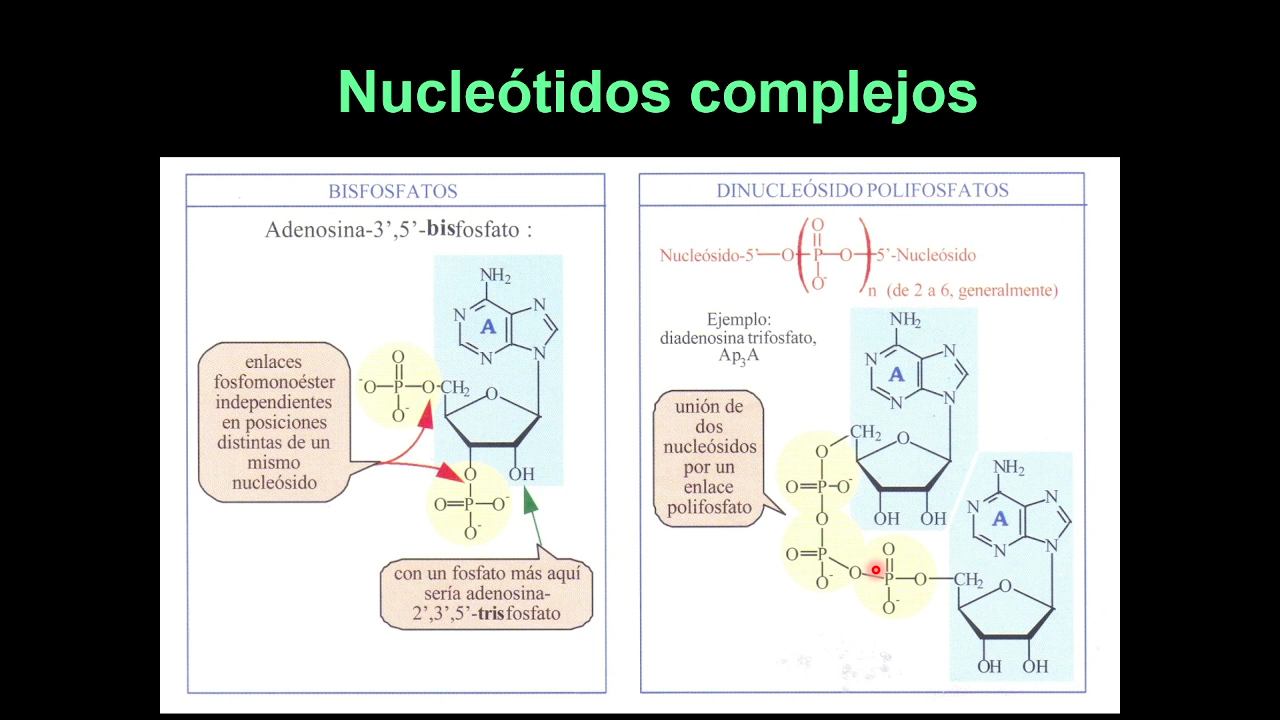 Nucleótidos complejos
BISFOSFATOS
Adenosina-3’,5’-bisfosfato :
NH2
N
N
A
N
N
enlaces
fosfomonoéster
independientes
en posiciones
distintas de un
mismo
nucleósido
O
-O
P
O
CH2
O-
O
O
OH
O
P
O-
O-
con un fosfato más aquí
sería adenosina-
2’,3’,5’-trisfosfato
DINUCLEÓSIDO POLIFOSFATOS
O
Nucleósido-5’
O
P
O
5’-Nucleósido
O-
n (de 2 a 6, generalmente)
Ejemplo:
diadenosina trifosfato,
Ap3A
NH2
N
N
A
N
N
unión de
dos
nucleósidos
por un
enlace
polifosfato
CH2
O
O
O
P
O-
O
OH
OH
NH2
N
N
A
N
N
O
P
O-
O
O
P
O-
O
CH2
O
OH
OH